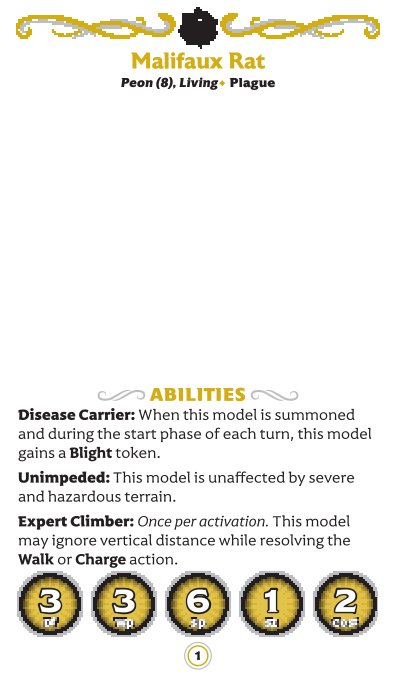 Malifaux Rat
Peon (8), Living • Plague
ABILITIES
Disease Carrier: When this model is summoned
and during the start phase of each turn, this model
gains a Blight token.
Unimpeded: This model is unaffected by severe
and hazardous terrain.
Expert Climber: Once per activation. This model
may ignore vertical distance while resolving the
Walk or Charge action.
3 3 6 1 2
Df Wp Sp St Cost
1